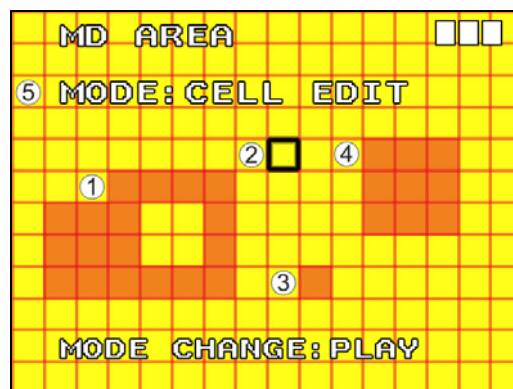 MD AREA
⑤ MODE:CELL EDIT
② ④
①
③
MODE CHANGE:PLAY